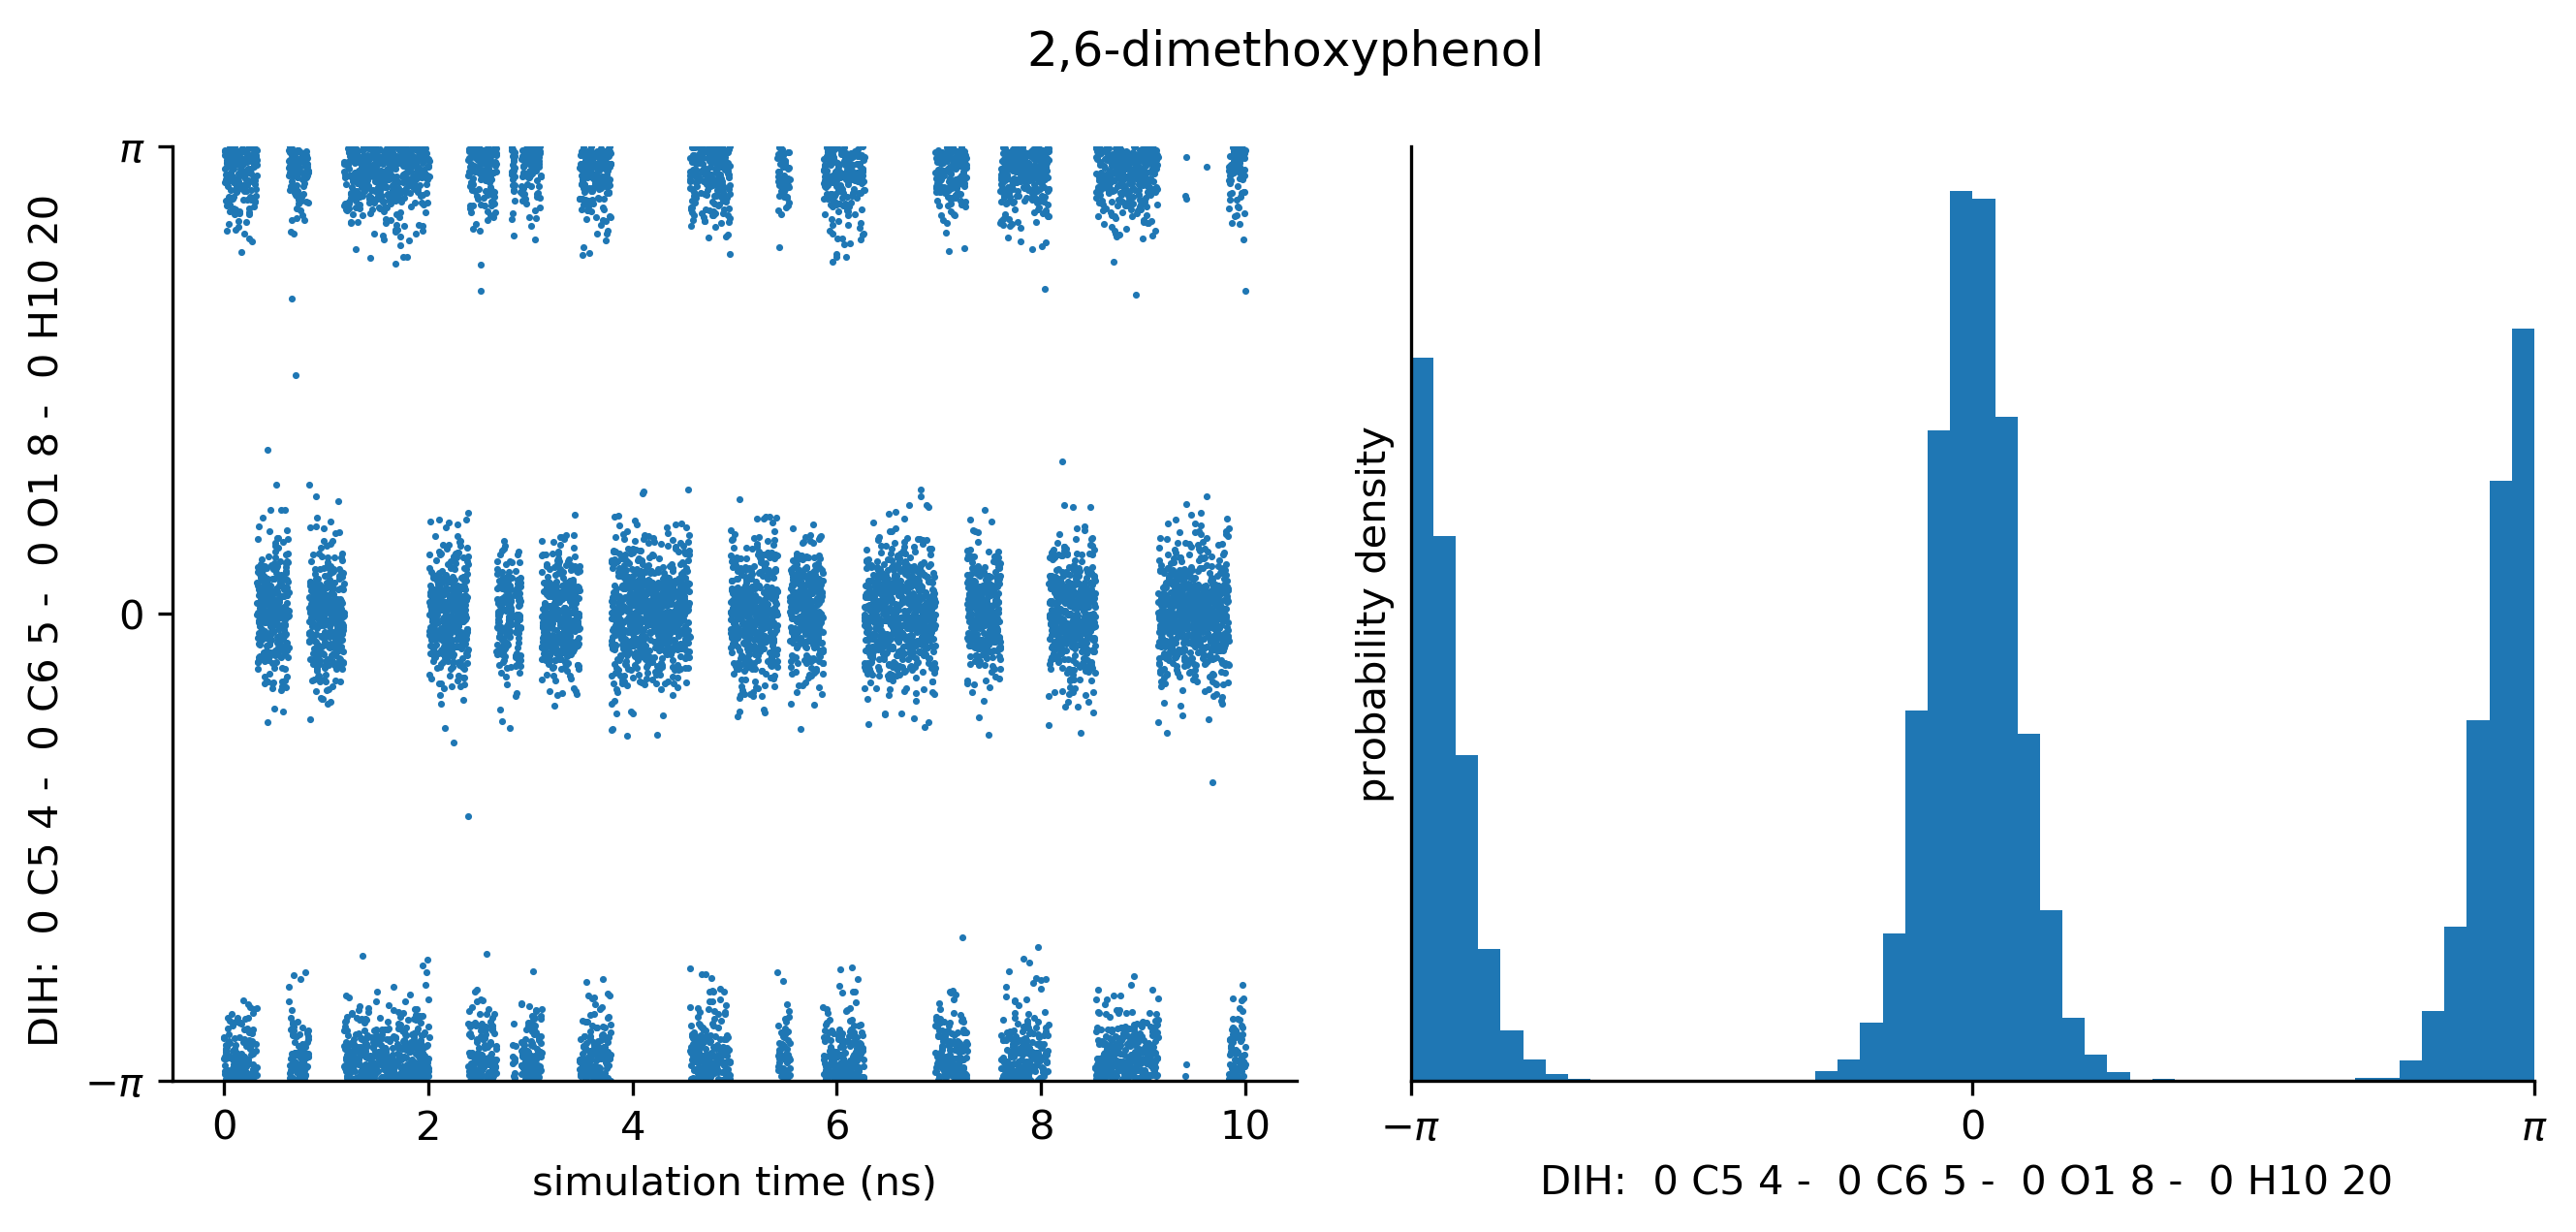 2,6-dimethoxyphenol
DIH:  0 C5 4 -  0 C6 5 -  0 O1 8 -  0 H10 20
π
0
−π
0 2 4 6 8 10
simulation time (ns)
probability density
−π 0 π
DIH:  0 C5 4 -  0 C6 5 -  0 O1 8 -  0 H10 20